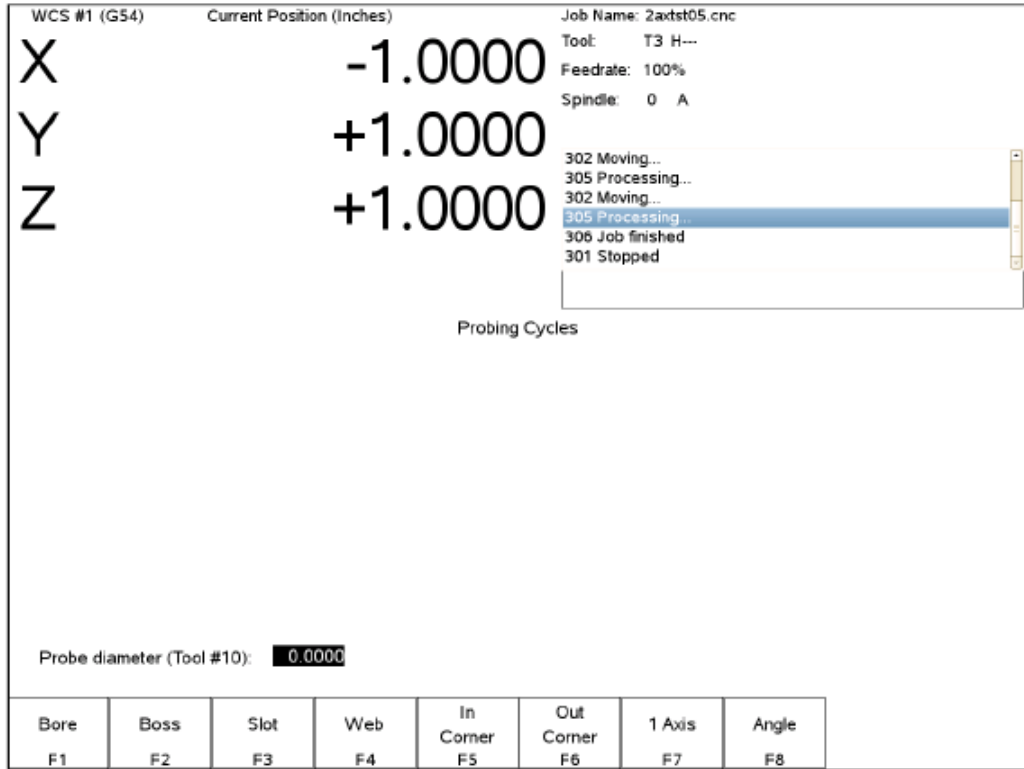 WCS #1 (G54) Current Position (Inches)
X -1.0000
Y +1.0000
Z +1.0000
Job Name: 2axtst05.cnc
Tool: T3 H---
Feedrate: 100%
Spindle: 0 A
302 Moving...
305 Processing...
302 Moving...
305 Processing...
306 Job finished
301 Stopped
Probing Cycles
Probe diameter (Tool #10): 0.0000
Bore
F1
Boss
F2
Slot
F3
Web
F4
In
Corner
F5
Out
Corner
F6
1 Axis
F7
Angle
F8